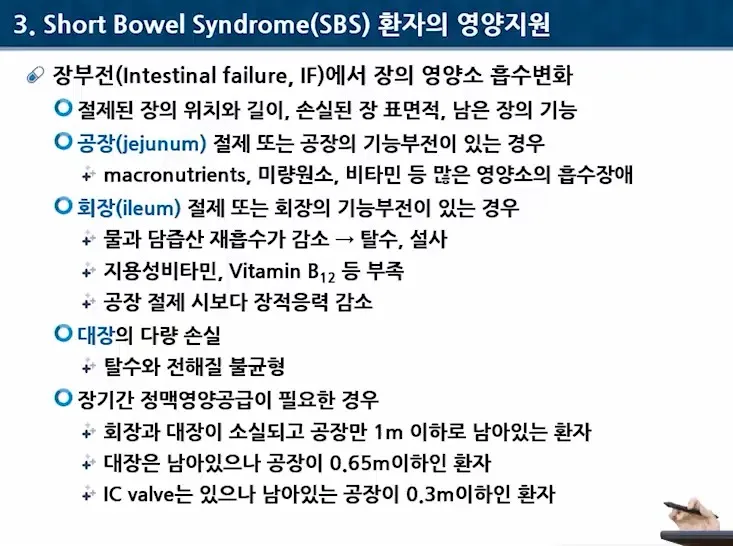 3. Short Bowel Syndrome(SBS) 환자의 영양지원
장부전(Intestinal failure, IF)에서 장의 영양소 흡수변화
절제된 장의 위치와 길이, 손실된 장 표면적, 남은 장의 기능
공장(jejunum) 절제 또는 공장의 기능부전이 있는 경우
macronutrients, 미량원소, 비타민 등 많은 영양소의 흡수장애
회장(ileum) 절제 또는 회장의 기능부전이 있는 경우
물과 담즙산 재흡수가 감소 → 탈수, 설사
지용성비타민, Vitamin B₁₂ 등 부족
공장 절제 시보다 장적응력 감소
대장의 다량 손실
탈수와 전해질 불균형
장기간 정맥영양공급이 필요한 경우
회장과 대장이 소실되고 공장만 1m 이하로 남아있는 환자
대장은 남아있으나 공장이 0.65m이하인 환자
IC valve는 있으나 남아있는 공장이 0.3m이하인 환자